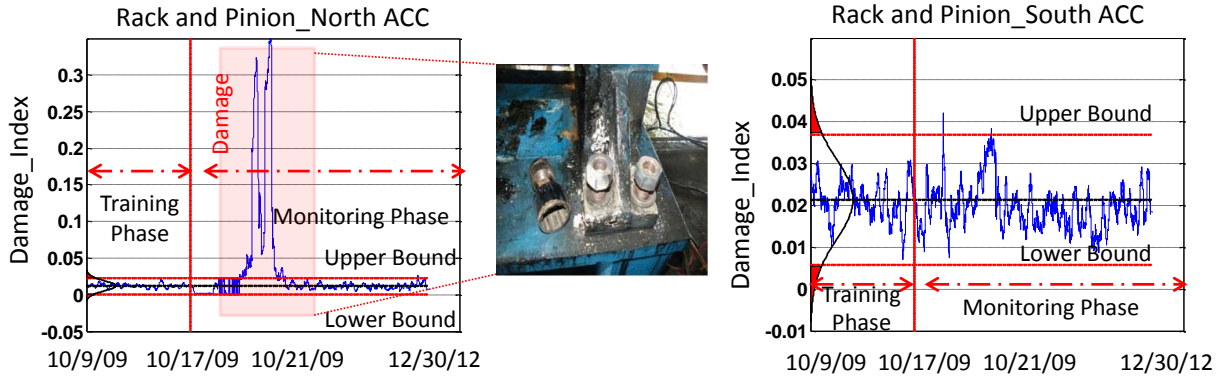 Rack and Pinion_North ACC
Damage_Index
0.3
0.25
0.2
0.15
0.1
0.05
0
-0.05
Damage
Training
Phase
Monitoring Phase
Upper Bound
Lower Bound
10/9/09 10/17/09 10/21/09 12/30/12
Rack and Pinion_South ACC
Damage_Index
0.06
0.05
0.04
0.03
0.02
0.01
0
-0.01
Upper Bound
Lower Bound
Training
Phase
Monitoring Phase
10/9/09 10/17/09 10/21/09 12/30/12